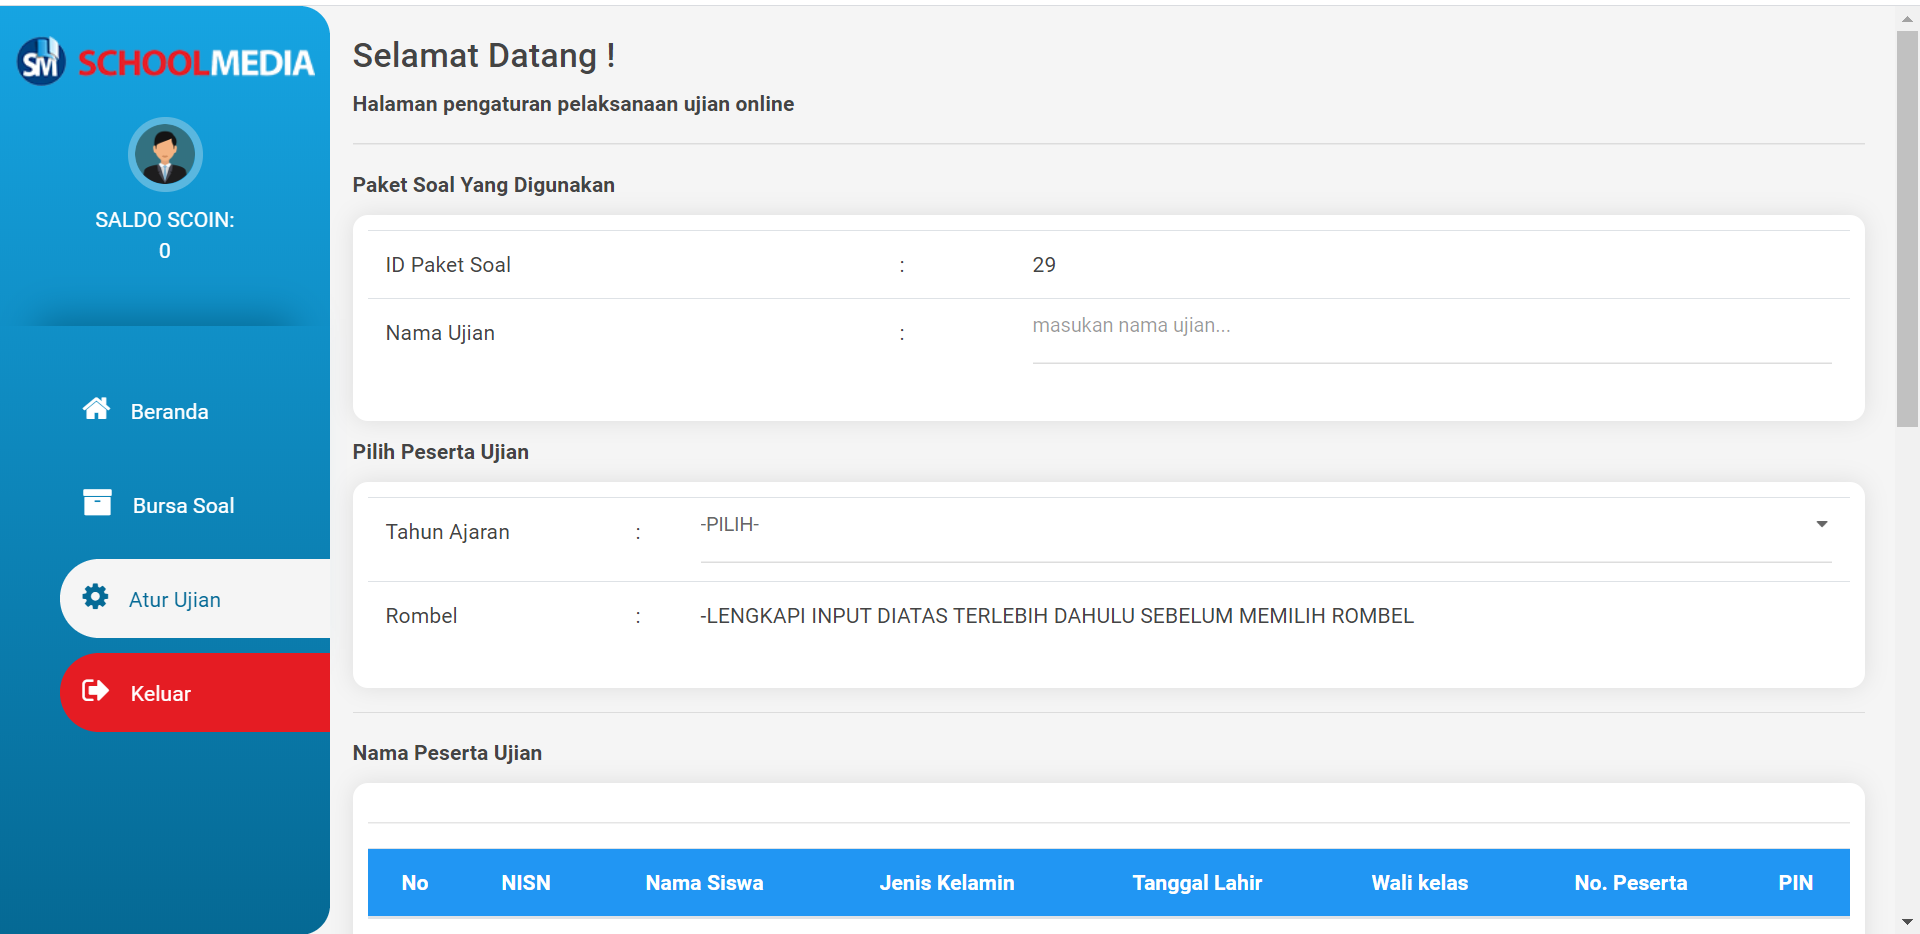 SM SCHOOLMEDIA
SALDO SCOIN:
0
Beranda
Bursa Soal
Atur Ujian
Keluar
Selamat Datang !
Halaman pengaturan pelaksanaan ujian online
Paket Soal Yang Digunakan
ID Paket Soal : 29
Nama Ujian : masukan nama ujian...
Pilih Peserta Ujian
Tahun Ajaran : -PILIH-
Rombel : -LENGKAPI INPUT DIATAS TERLEBIH DAHULU SEBELUM MEMILIH ROMBEL
Nama Peserta Ujian
No NISN Nama Siswa Jenis Kelamin Tanggal Lahir Wali kelas No. Peserta PIN